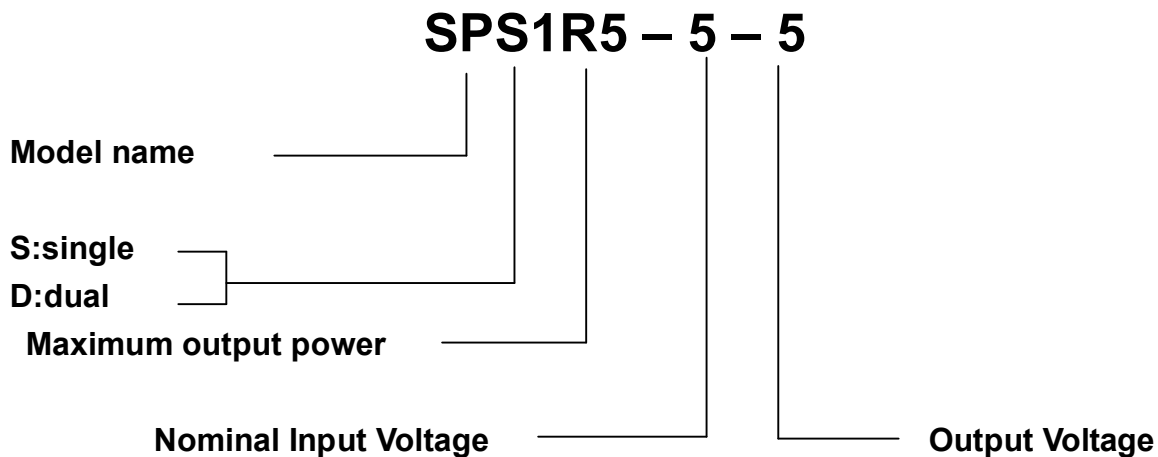 SPS1R5 – 5 – 5
Model name
S:single
D:dual
Maximum output power
Nominal Input Voltage
Output Voltage